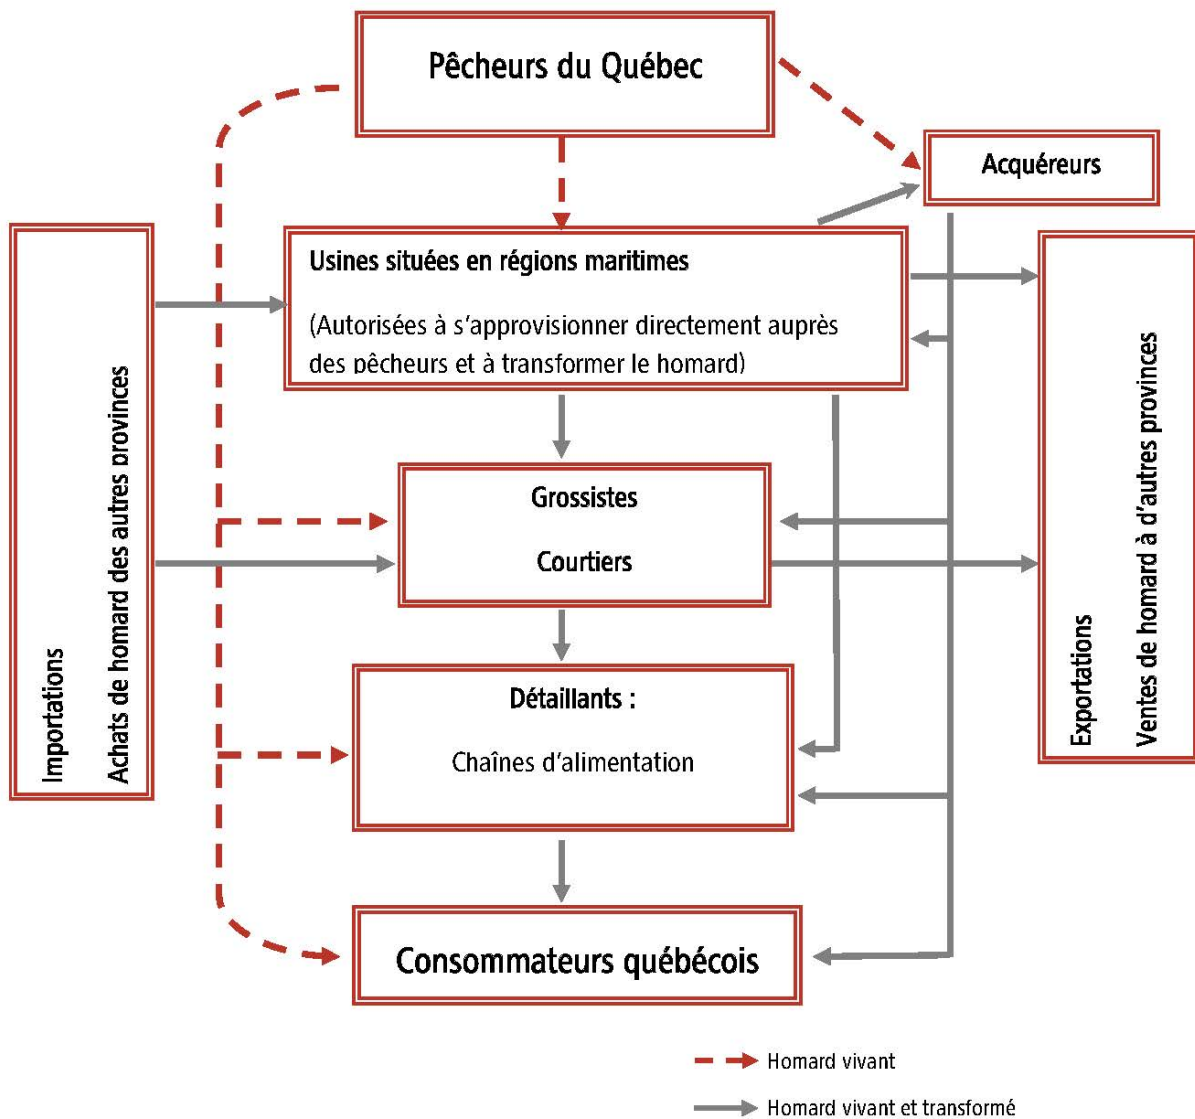 Pêcheurs du Québec
Acquéreurs
Usines situées en régions maritimes
(Autorisées à s'approvisionner directement auprès
des pêcheurs et à transformer le homard)
Importations
Achats de homard des autres provinces
Grossistes
Courtiers
Exportations
Ventes de homard à d'autres provinces
Détaillants :
Chaînes d'alimentation
Consommateurs québécois
Homard vivant
Homard vivant et transformé